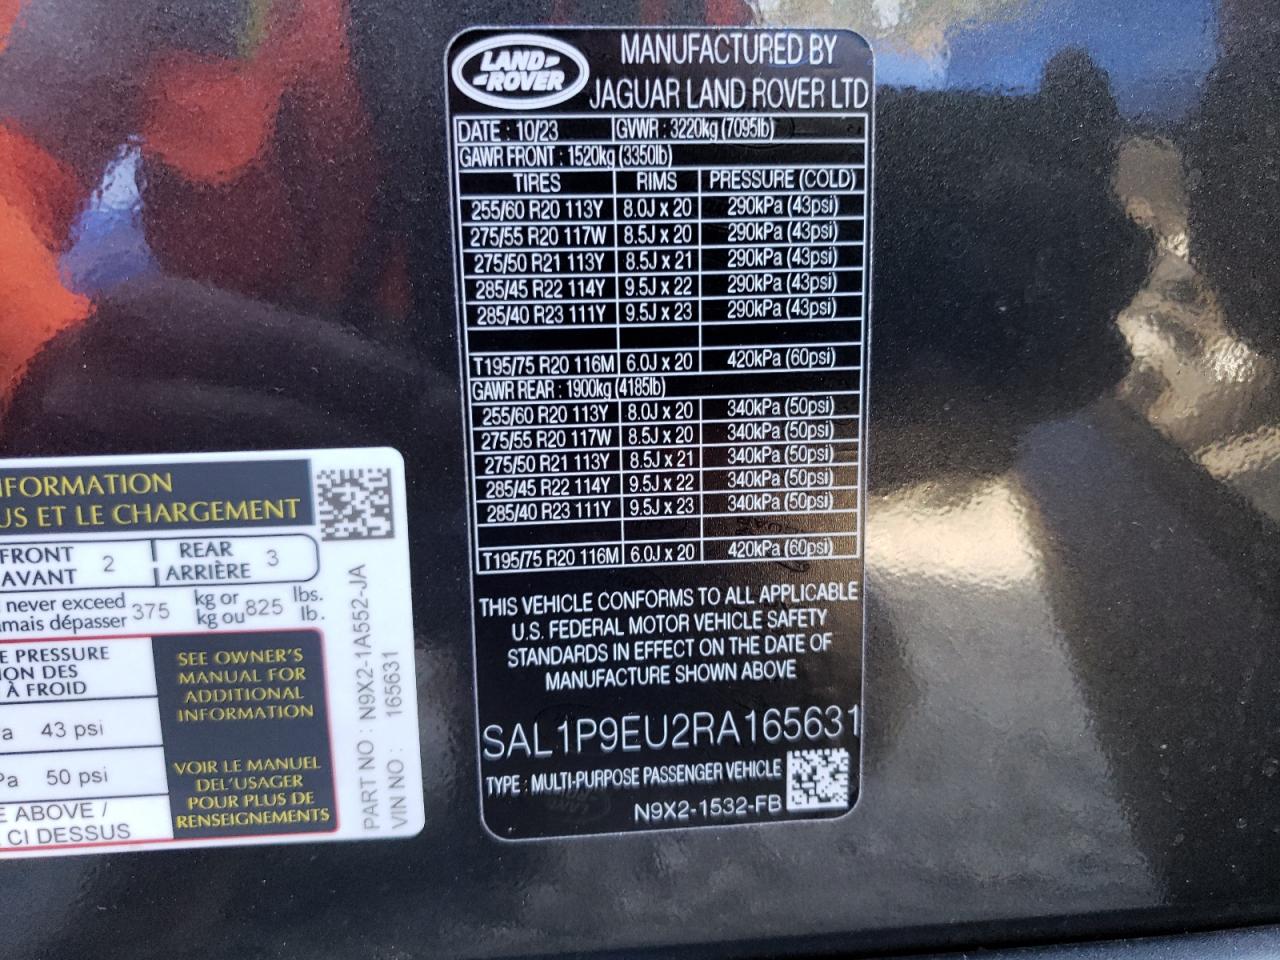 LAND
ROVER
MANUFACTURED BY
JAGUAR LAND ROVER LTD
DATE : 10/23 GVWR : 3220kg (7095lb)
GAWR FRONT : 1520kg (3350lb)
TIRES RIMS PRESSURE (COLD)
255/60 R20 113Y 8.0J x 20 290kPa (43psi)
275/55 R20 117W 8.5J x 20 290kPa (43psi)
275/50 R21 113Y 8.5J x 21 290kPa (43psi)
285/45 R22 114Y 9.5J x 22 290kPa (43psi)
285/40 R23 111Y 9.5J x 23 290kPa (43psi)
T195/75 R20 116M 6.0J x 20 420kPa (60psi)
GAWR REAR : 1900kg (4185lb)
255/60 R20 113Y 8.0J x 20 340kPa (50psi)
275/55 R20 117W 8.5J x 20 340kPa (50psi)
275/50 R21 113Y 8.5J x 21 340kPa (50psi)
285/45 R22 114Y 9.5J x 22 340kPa (50psi)
285/40 R23 111Y 9.5J x 23 340kPa (50psi)
T195/75 R20 116M 6.0J x 20 420kPa (60psi)
THIS VEHICLE CONFORMS TO ALL APPLICABLE
U.S. FEDERAL MOTOR VEHICLE SAFETY
STANDARDS IN EFFECT ON THE DATE OF
MANUFACTURE SHOWN ABOVE
SAL1P9EU2RA165631
TYPE : MULTI-PURPOSE PASSENGER VEHICLE
N9X2-1532-FB
FORMATION
US ET LE CHARGEMENT
FRONT 2 REAR 3
AVANT ARRIÈRE
never exceed 375 kg or 825 lbs.
mais dépasser kg ou lb.
E PRESSURE
ION DES
À FROID
a 43 psi
Pa 50 psi
E ABOVE /
CI DESSUS
SEE OWNER'S
MANUAL FOR
ADDITIONAL
INFORMATION
VOIR LE MANUEL
DEL'USAGER
POUR PLUS DE
RENSEIGNEMENTS
PART NO : N9X2-1A552-JA
VIN NO : 165631